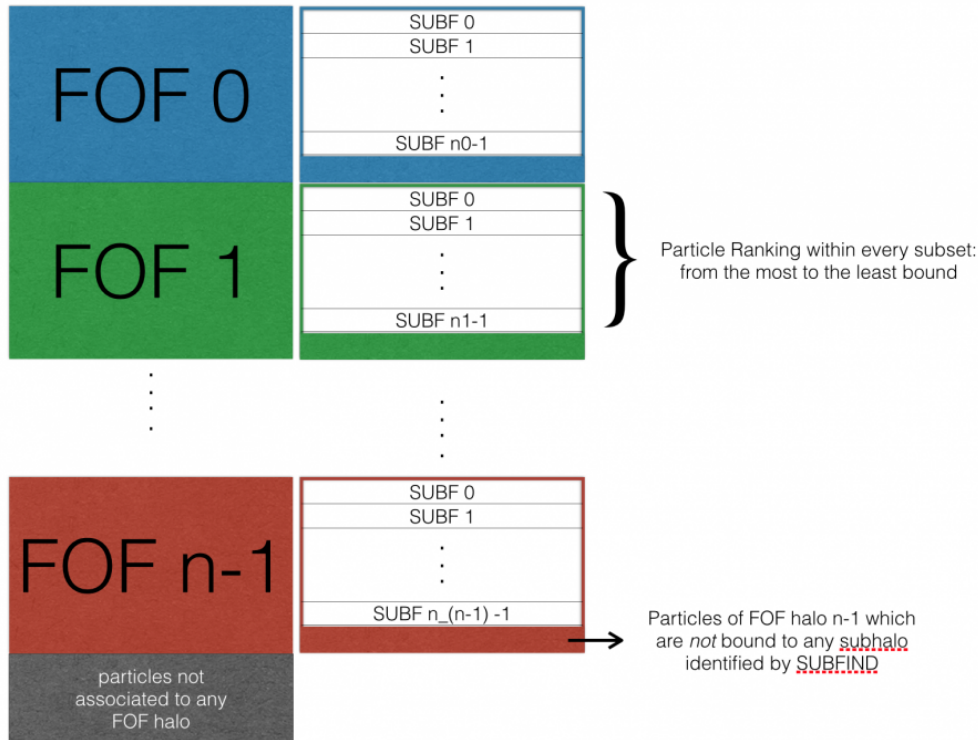 FOF 0
SUBF 0
SUBF 1
SUBF n0-1
FOF 1
SUBF 0
SUBF 1
SUBF n1-1
Particle Ranking within every subset:
from the most to the least bound
FOF n-1
SUBF 0
SUBF 1
SUBF n_(n-1) -1
Particles of FOF halo n-1 which
are not bound to any subhalo
identified by SUBFIND
particles not
associated to any
FOF halo